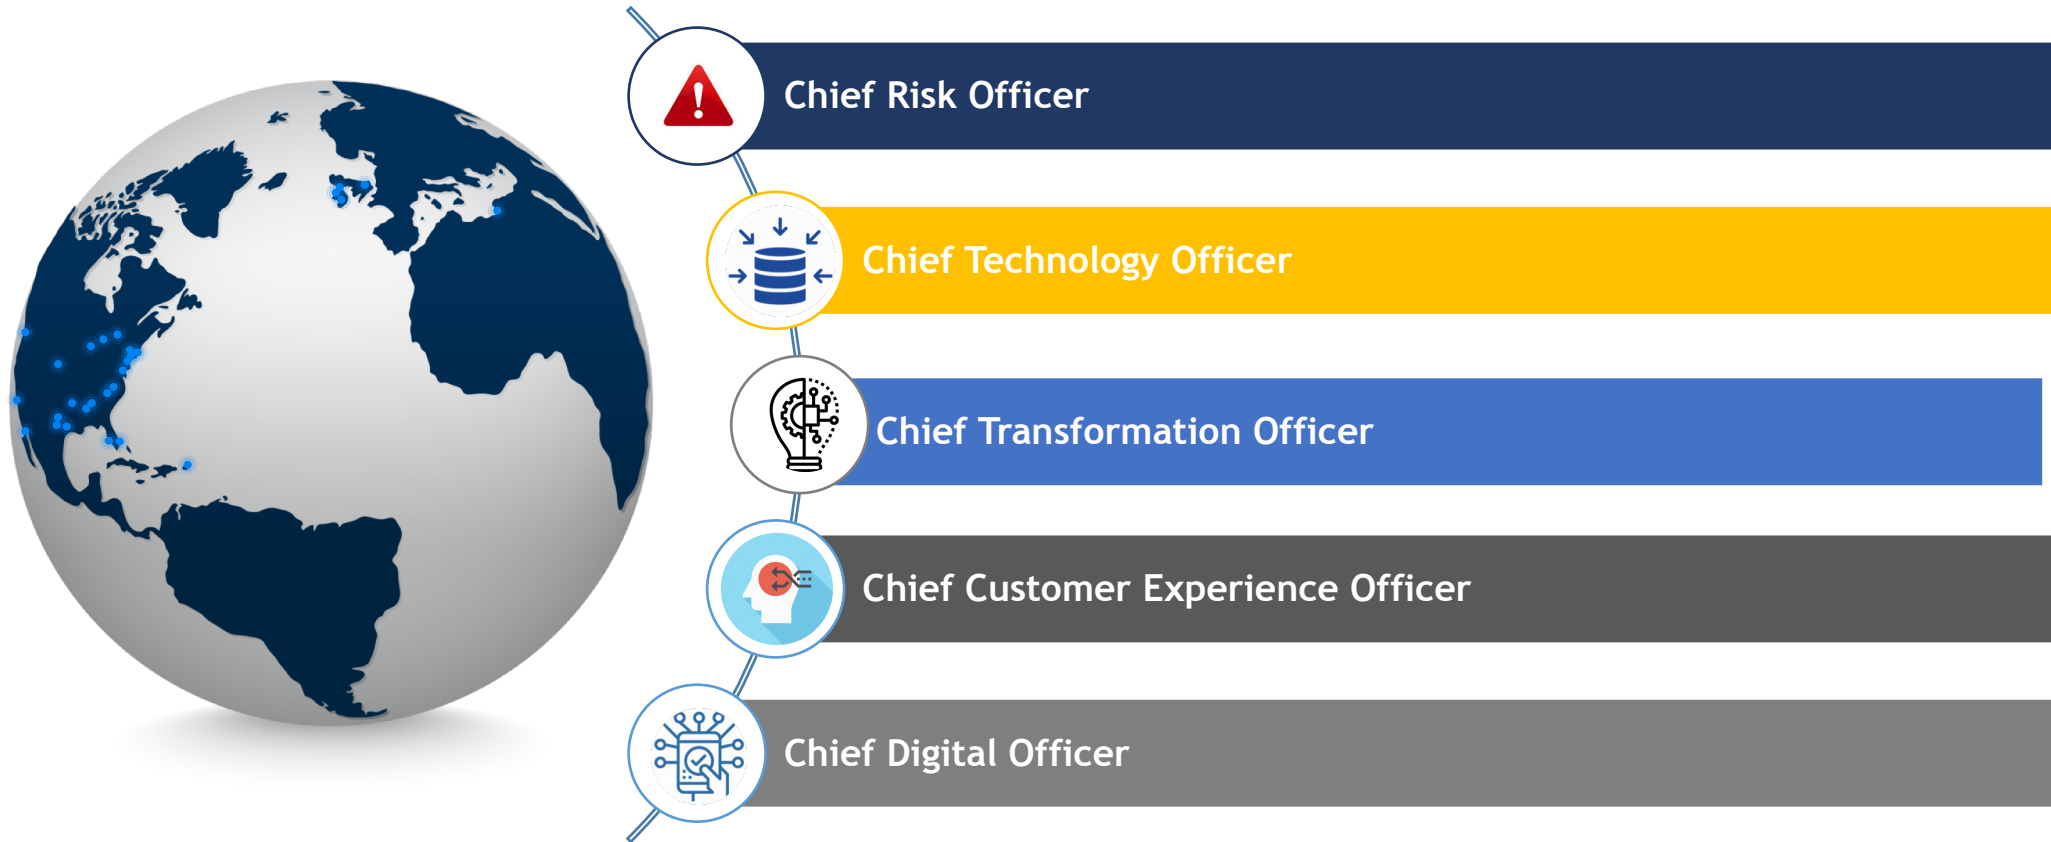 Chief Risk Officer
Chief Technology Officer
Chief Transformation Officer
Chief Customer Experience Officer
Chief Digital Officer